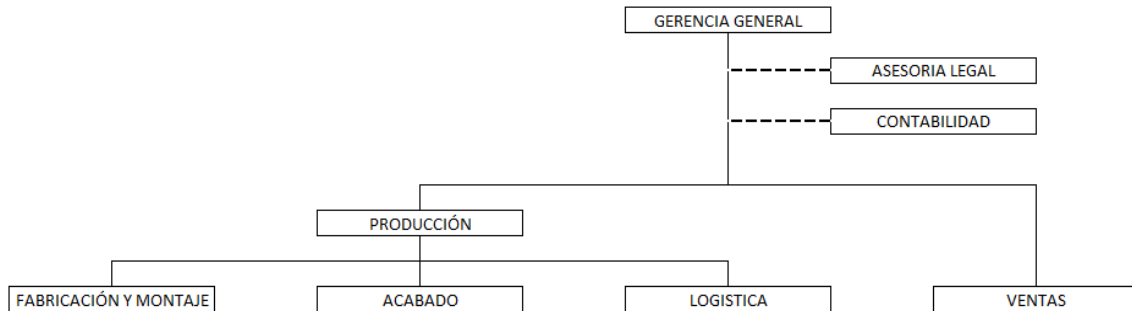 GERENCIA GENERAL
ASESORIA LEGAL
CONTABILIDAD
PRODUCCIÓN
FABRICACIÓN Y MONTAJE
ACABADO
LOGISTICA
VENTAS